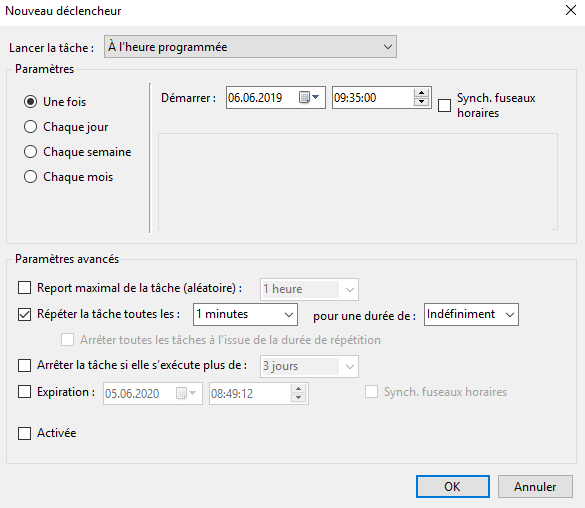 Nouveau déclencheur
Lancer la tâche : À l’heure programmée
Paramètres
Une fois
Chaque jour
Chaque semaine
Chaque mois
Démarrer : 06.06.2019 09:35:00
Synch. fuseaux
horaires
Paramètres avancés
Report maximal de la tâche (aléatoire) : 1 heure
Répéter la tâche toutes les : 1 minutes pour une durée de : Indéfiniment
Arrêter toutes les tâches à l’issue de la durée de répétition
Arrêter la tâche si elle s’exécute plus de : 3 jours
Expiration : 05.06.2020 08:49:12 Synch. fuseaux horaires
Activée
OK Annuler